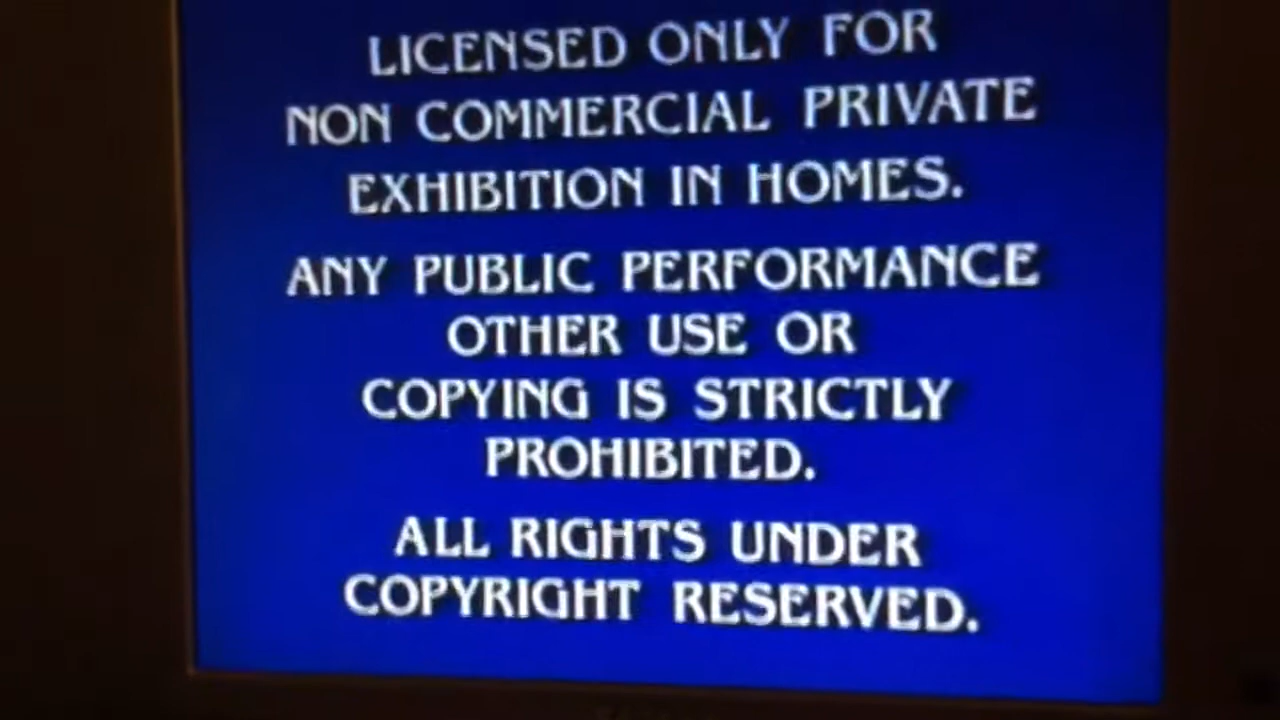 LICENSED ONLY FOR
NON COMMERCIAL PRIVATE
EXHIBITION IN HOMES.
ANY PUBLIC PERFORMANCE
OTHER USE OR
COPYING IS STRICTLY
PROHIBITED.
ALL RIGHTS UNDER
COPYRIGHT RESERVED.